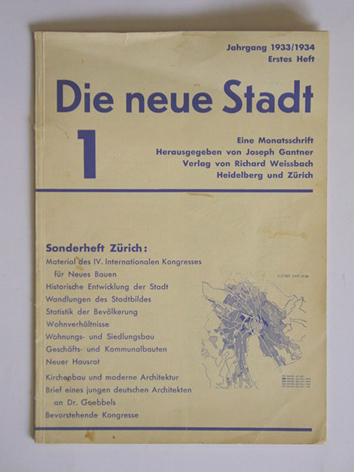 Jahrgang 1933/1934
Erstes Heft
Die neue Stadt
1
Eine Monatsschrift
Herausgegeben von Joseph Gantner
Verlag von Richard Weissbach
Heidelberg und Zürich
Sonderheft Zürich:
Material des IV. Internationalen Kongresses
für Neues Bauen
Historische Entwicklung der Stadt
Wandlungen des Stadtbildes
Statistik der Bevölkerung
Wohnverhältnisse
Wohnungs- und Siedlungsbau
Geschäfts- und Kommunalbauten
Neuer Hausrat
Kirchenbau und moderne Architektur
Brief eines jungen deutschen Architekten
an Dr. Goebbels
Bevorstehende Kongresse